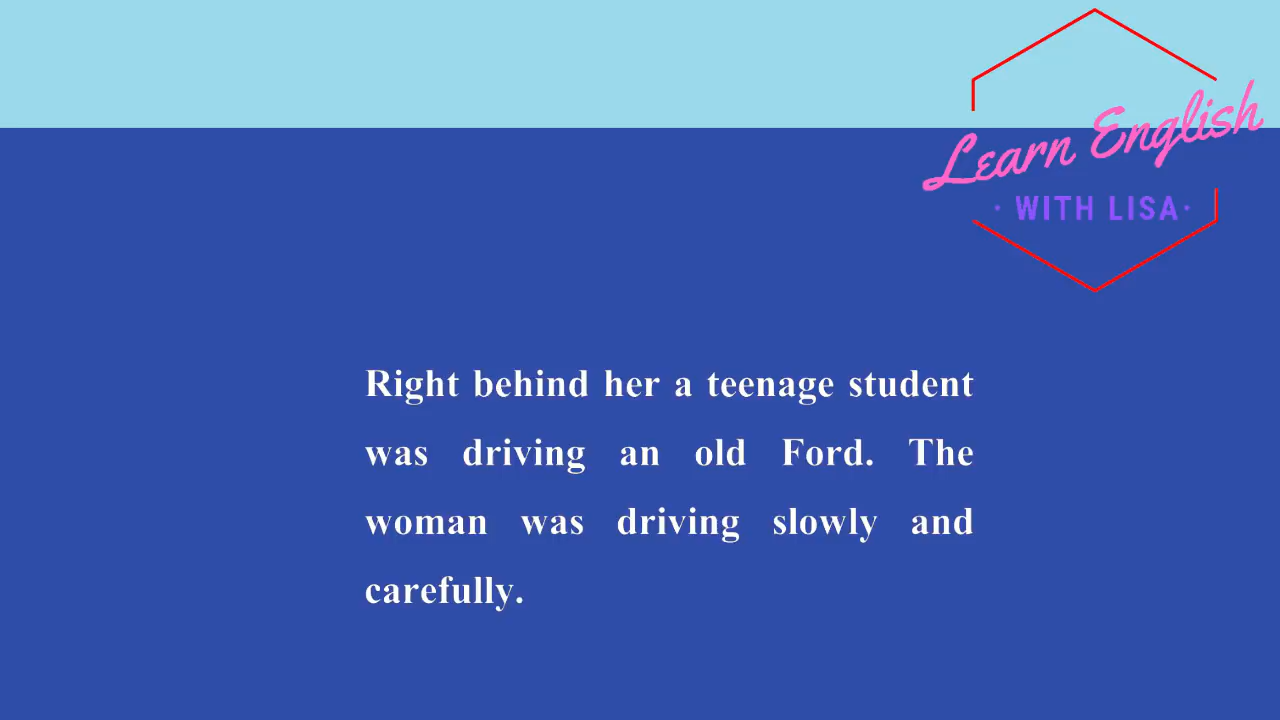 Learn English
· WITH LISA ·
Right behind her a teenage student
was driving an old Ford. The
woman was driving slowly and
carefully.